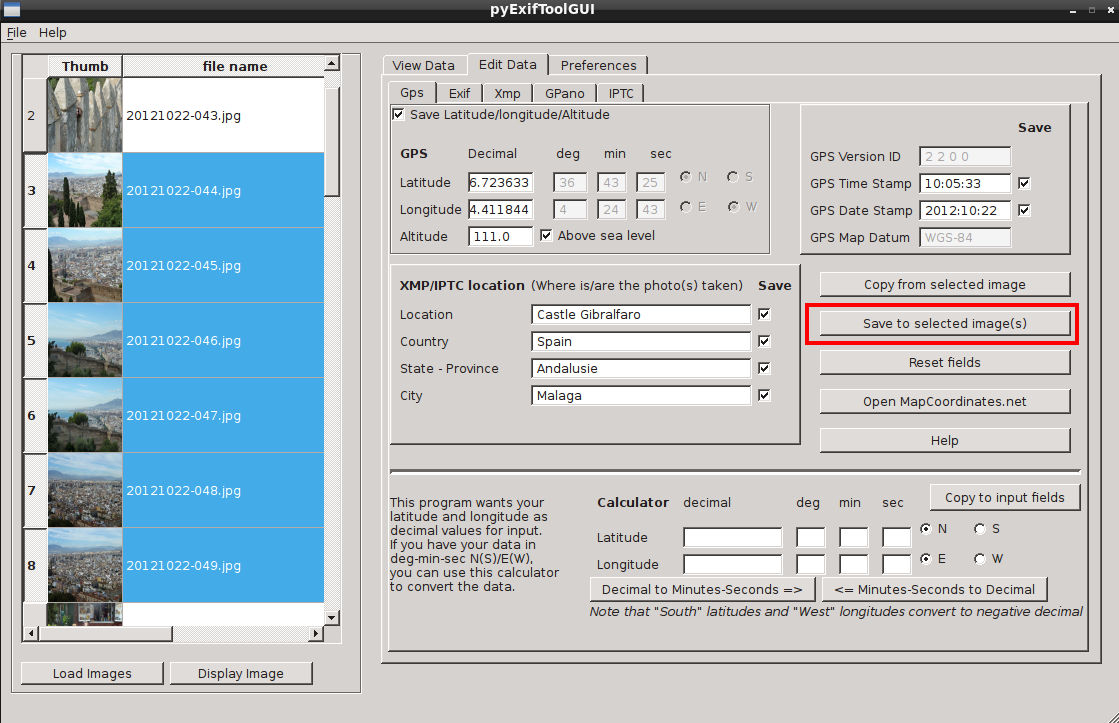 pyExifToolGUI
File Help
Thumb file name
2 20121022-043.jpg
3 20121022-044.jpg
4 20121022-045.jpg
5 20121022-046.jpg
6 20121022-047.jpg
7 20121022-048.jpg
8 20121022-049.jpg
Load Images Display Image
View Data Edit Data Preferences
Gps Exif Xmp GPano IPTC
Save Latitude/longitude/Altitude
GPS Decimal deg min sec
Latitude 6.723633 36 43 25 N S
Longitude 4.411844 4 24 43 E W
Altitude 111.0 Above sea level
Save
GPS Version ID 2 2 0 0
GPS Time Stamp 10:05:33
GPS Date Stamp 2012:10:22
GPS Map Datum WGS-84
XMP/IPTC location (Where is/are the photo(s) taken) Save
Location Castle Gibralfaro
Country Spain
State - Province Andalusie
City Malaga
Copy from selected image
Save to selected image(s)
Reset fields
Open MapCoordinates.net
Help
This program wants your
latitude and longitude as
decimal values for input.
If you have your data in
deg-min-sec N(S)/E(W),
you can use this calculator
to convert the data.
Copy to input fields
Calculator decimal deg min sec
Latitude N S
Longitude E W
Decimal to Minutes-Seconds => <= Minutes-Seconds to Decimal
Note that "South" latitudes and "West" longitudes convert to negative decimal